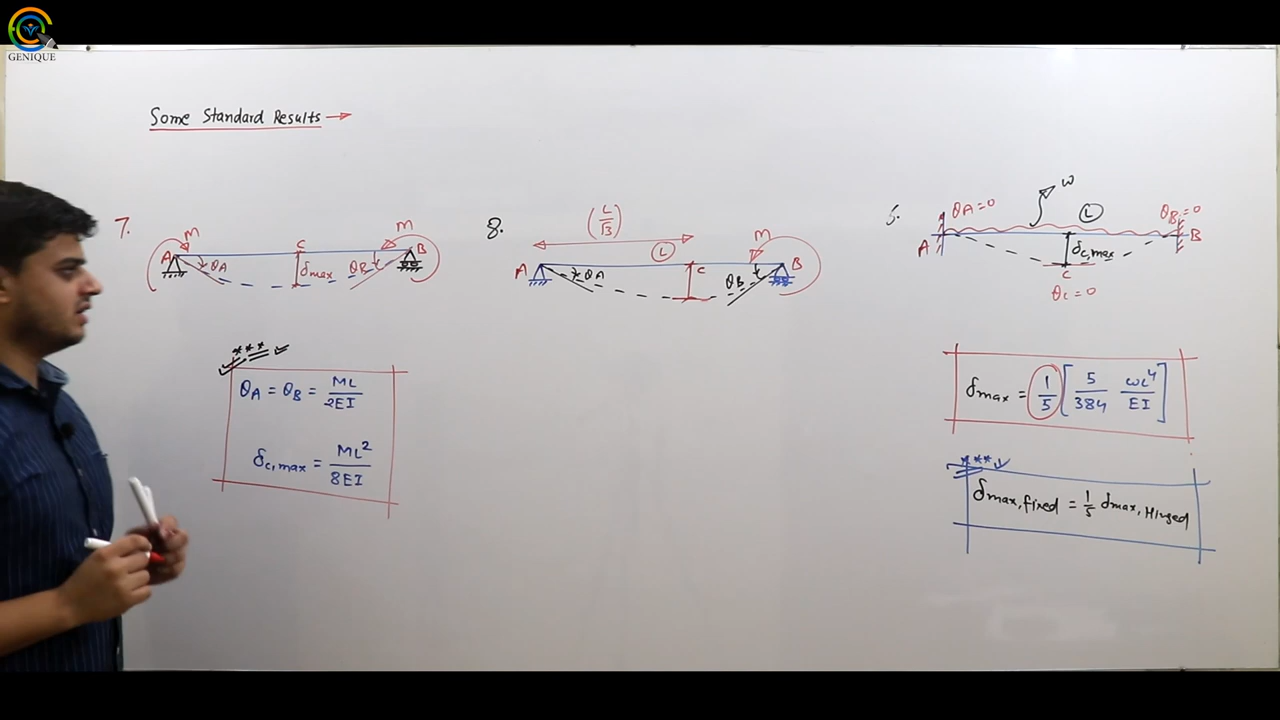 GENIQUE
Some Standard Results →
7.
M
M
A
θA
C
δmax
θB
B
θA = θB = ML/2EI
δc,max = ML²/8EI
8.
(L/√3)
L
M
A
θA
C
θB
B
w
θA = 0
L
θB = 0
A
B
δc,max
C
θc = 0
δmax = 1/5 [5/384 wL⁴/EI]
δmax, fixed = 1/5 δmax, Hinged